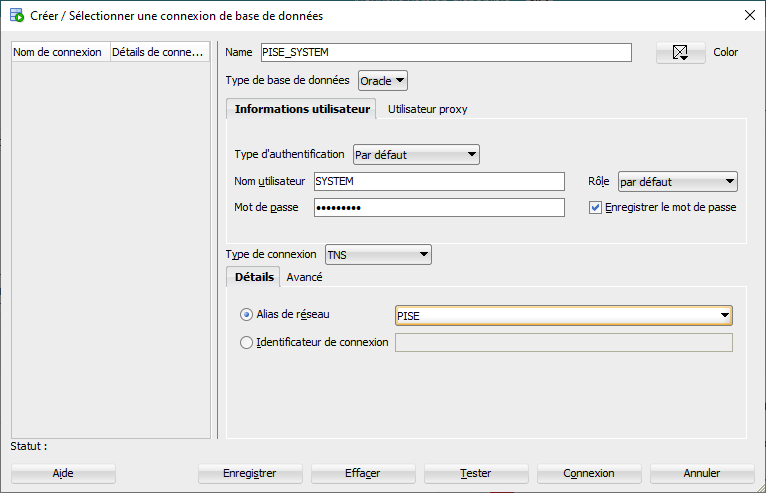 Créer / Sélectionner une connexion de base de données
Nom de connexion Détails de conne...
Name PISE_SYSTEM Color
Type de base de données Oracle
Informations utilisateur Utilisateur proxy
Type d'authentification Par défaut
Nom utilisateur SYSTEM Rôle par défaut
Mot de passe ••••••••• Enregistrer le mot de passe
Type de connexion TNS
Détails Avancé
Alias de réseau PISE
Identificateur de connexion
Statut :
Aide Enregistrer Effacer Tester Connexion Annuler